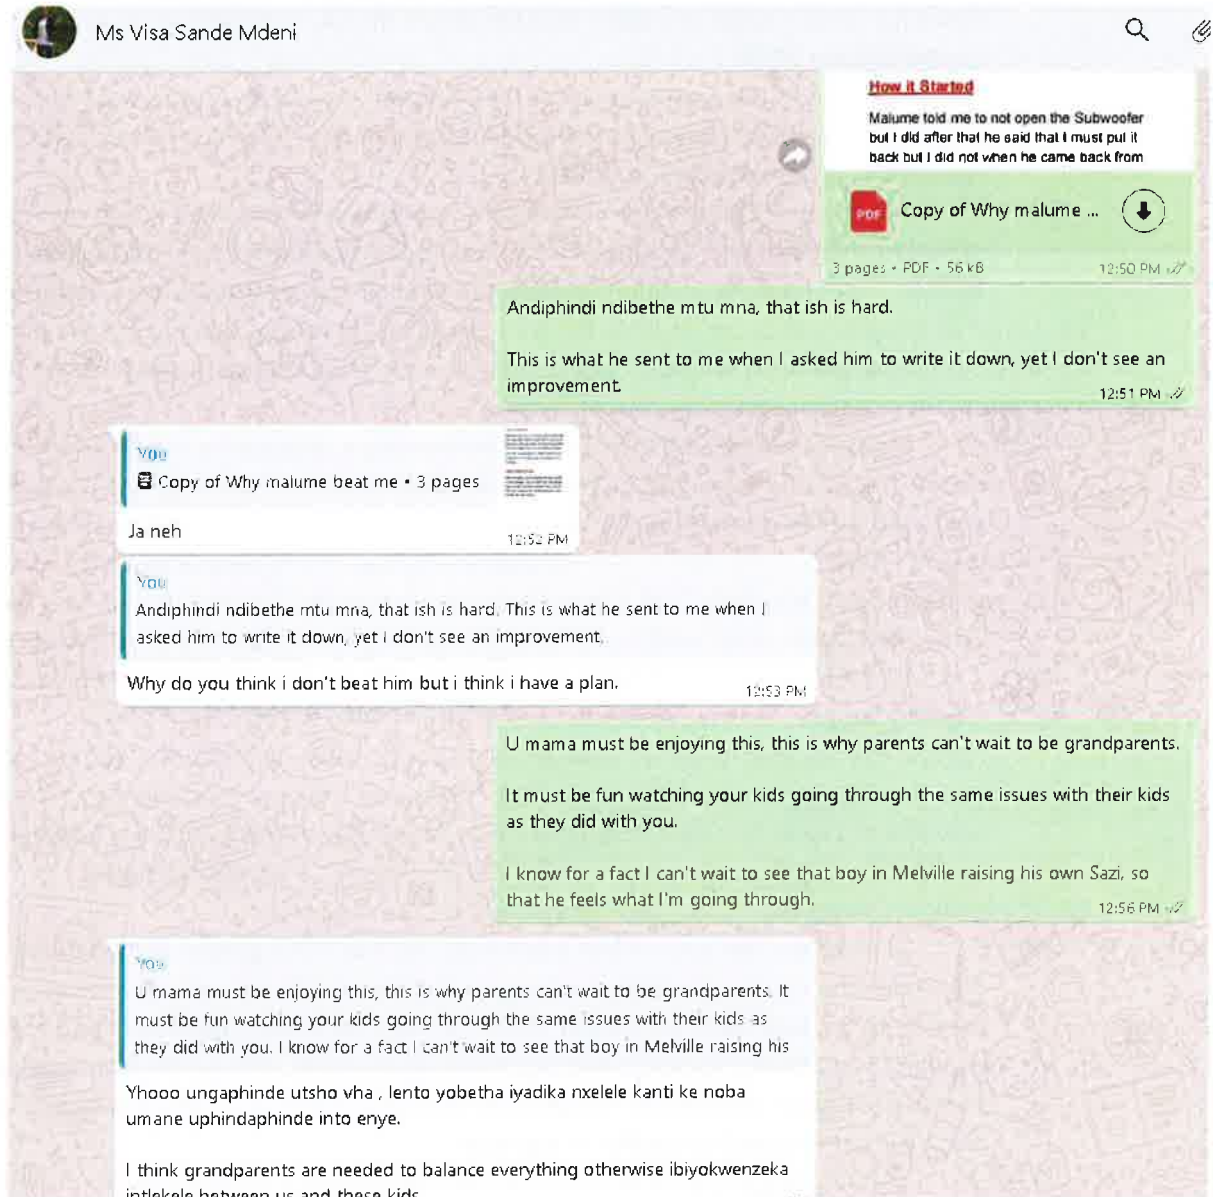 Ms Visa Sande Mdeni
How it Started
Malume told me to not open the Subwoofer
but I did after that he said that I must put it
back but I did not when he came back from
PDF
Copy of Why malume ...
3 pages • PDF • 56 kB
12:50 PM
Andiphindi ndibethe mtu mna, that ish is hard.
This is what he sent to me when I asked him to write it down, yet I don't see an
improvement.
12:51 PM
You
Copy of Why malume beat me • 3 pages
Ja neh
12:52 PM
You
Andiphindi ndibethe mtu mna, that ish is hard. This is what he sent to me when I
asked him to write it down, yet I don't see an improvement.
Why do you think i don't beat him but i think i have a plan.
12:53 PM
U mama must be enjoying this, this is why parents can't wait to be grandparents.
It must be fun watching your kids going through the same issues with their kids
as they did with you.
I know for a fact I can't wait to see that boy in Melville raising his own Sazi, so
that he feels what I'm going through.
12:56 PM
You
U mama must be enjoying this, this is why parents can't wait to be grandparents. It
must be fun watching your kids going through the same issues with their kids as
they did with you. I know for a fact I can't wait to see that boy in Melville raising his
Yhooo ungaphinde utsho vha , lento yobetha iyadika nxelele kanti ke noba
umane uphindaphinde into enye.
I think grandparents are needed to balance everything otherwise ibiyokwenzeka
intlekele between us and these kids